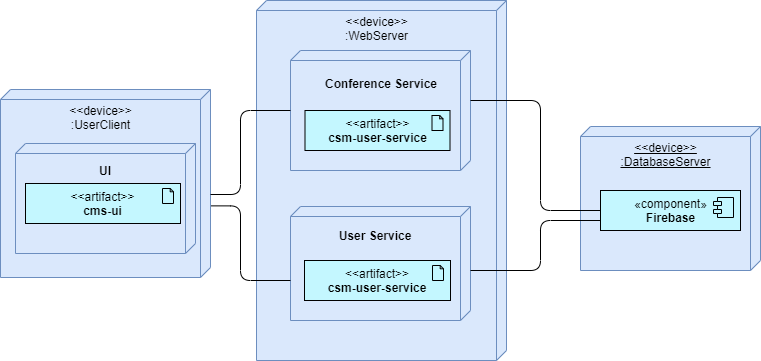 <<device>>
:UserClient
UI
<<artifact>>
cms-ui
<<device>>
:WebServer
Conference Service
<<artifact>>
csm-user-service
User Service
<<artifact>>
csm-user-service
<<device>>
:DatabaseServer
«component»
Firebase